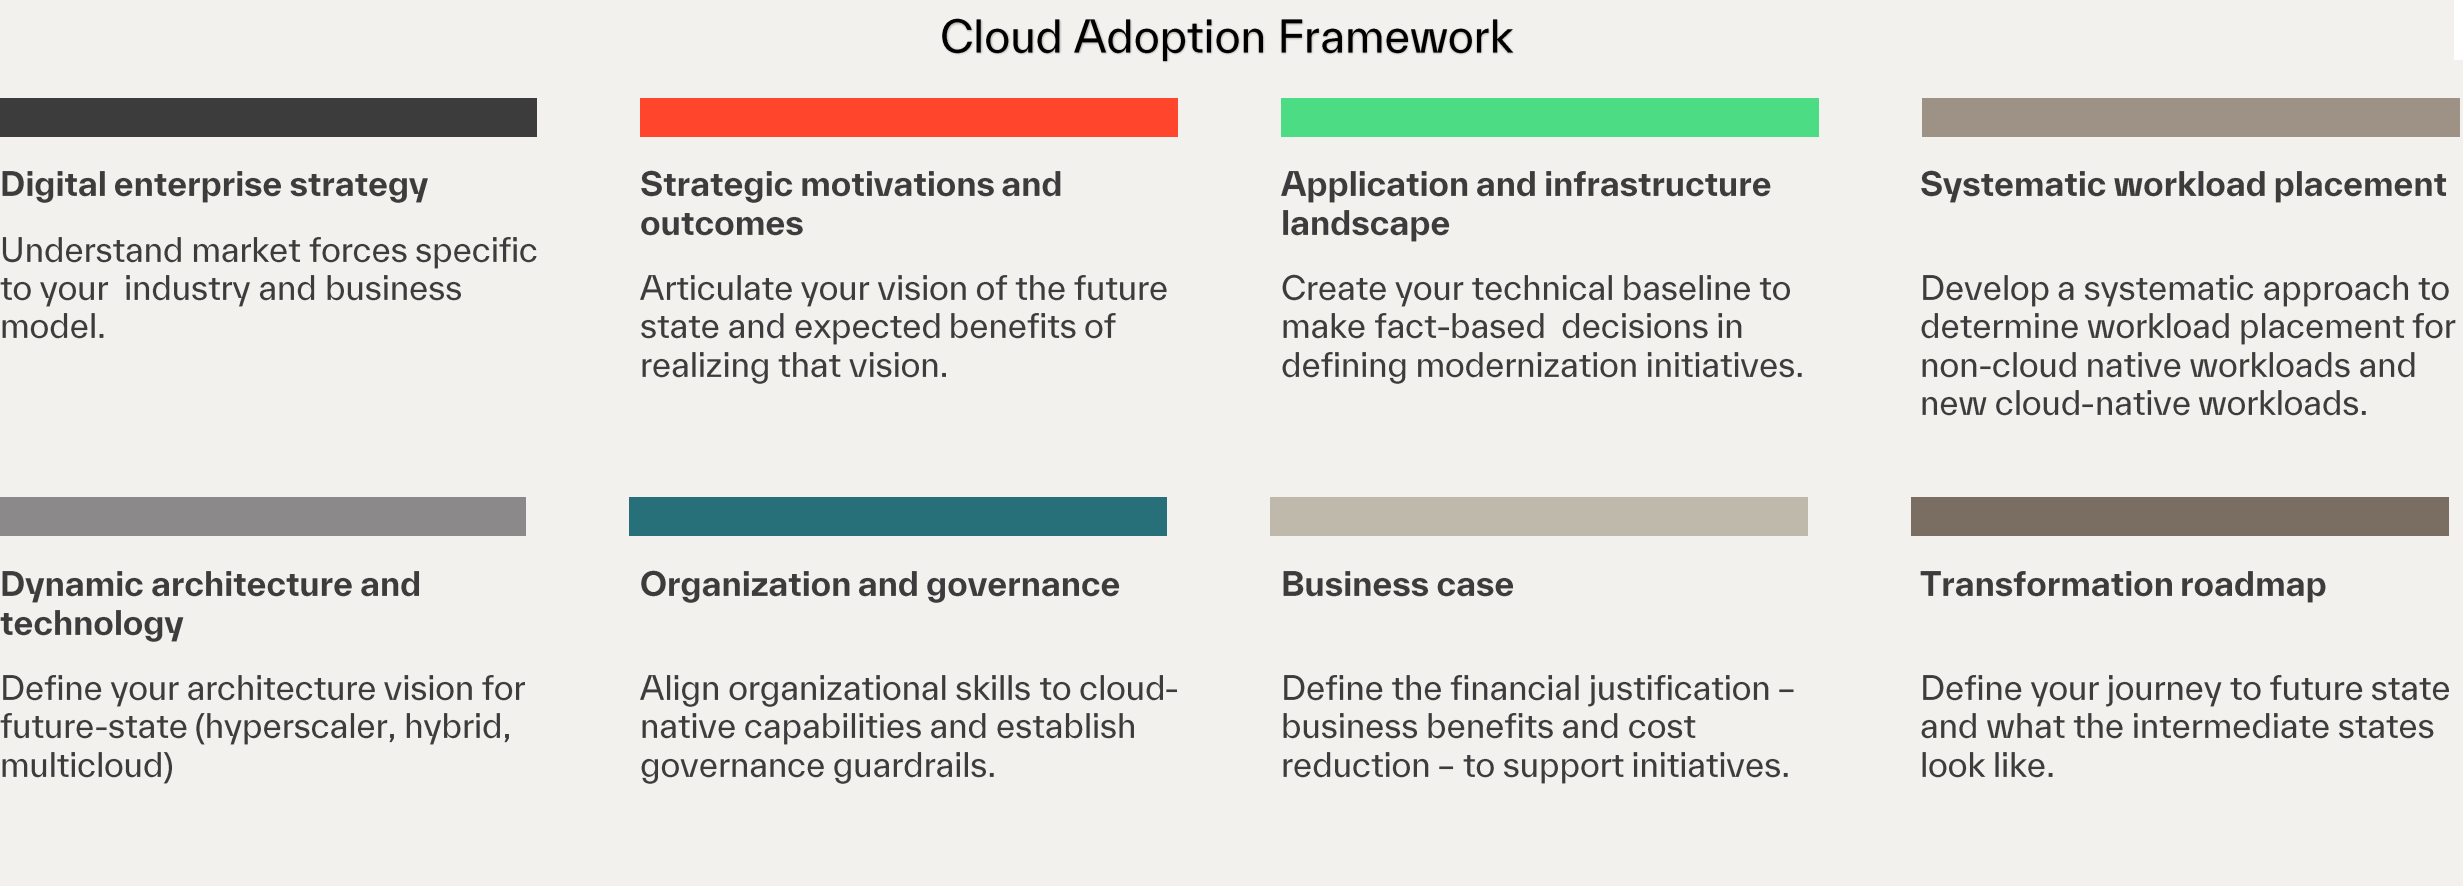 Cloud Adoption Framework
Digital enterprise strategy
Understand market forces specific
to your  industry and business
model.
Strategic motivations and
outcomes
Articulate your vision of the future
state and expected benefits of
realizing that vision.
Application and infrastructure
landscape
Create your technical baseline to
make fact-based  decisions in
defining modernization initiatives.
Systematic workload placement
Develop a systematic approach to
determine workload placement for
non-cloud native workloads and
new cloud-native workloads.
Dynamic architecture and
technology
Define your architecture vision for
future-state (hyperscaler, hybrid,
multicloud)
Organization and governance
Align organizational skills to cloud-
native capabilities and establish
governance guardrails.
Business case
Define the financial justification –
business benefits and cost
reduction – to support initiatives.
Transformation roadmap
Define your journey to future state
and what the intermediate states
look like.